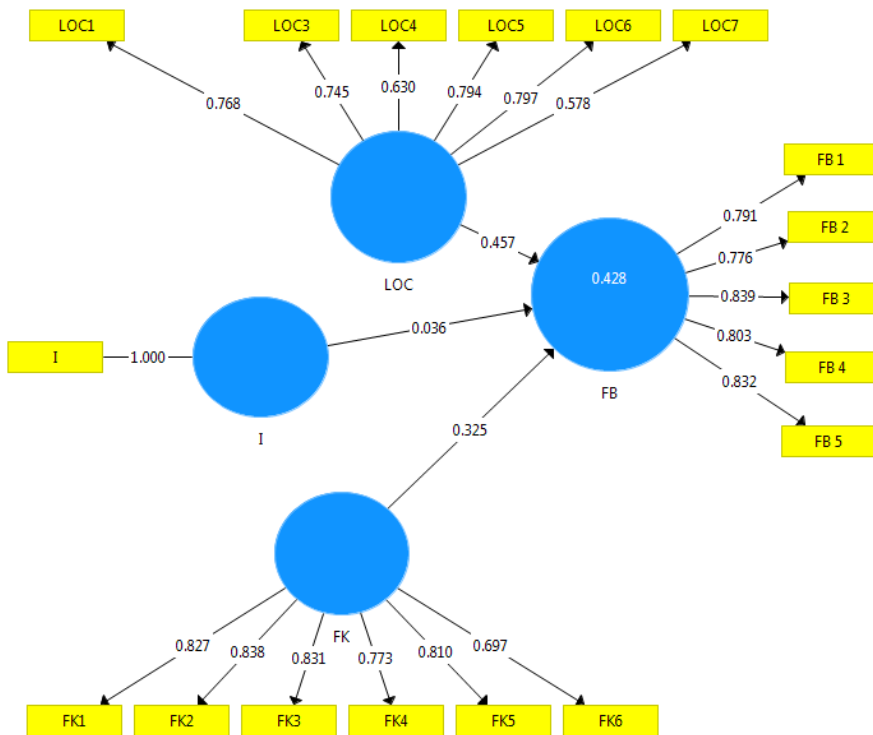 LOC1 LOC3 LOC4 LOC5 LOC6 LOC7
0.768 0.745 0.630 0.794 0.797 0.578
LOC
0.457
FB 1
FB 2
FB 3
FB 4
FB 5
0.791
0.776
0.839
0.803
0.832
0.428
FB
I
1.000
I
0.036
0.325
FK
0.827 0.838 0.831 0.773 0.810 0.697
FK1 FK2 FK3 FK4 FK5 FK6